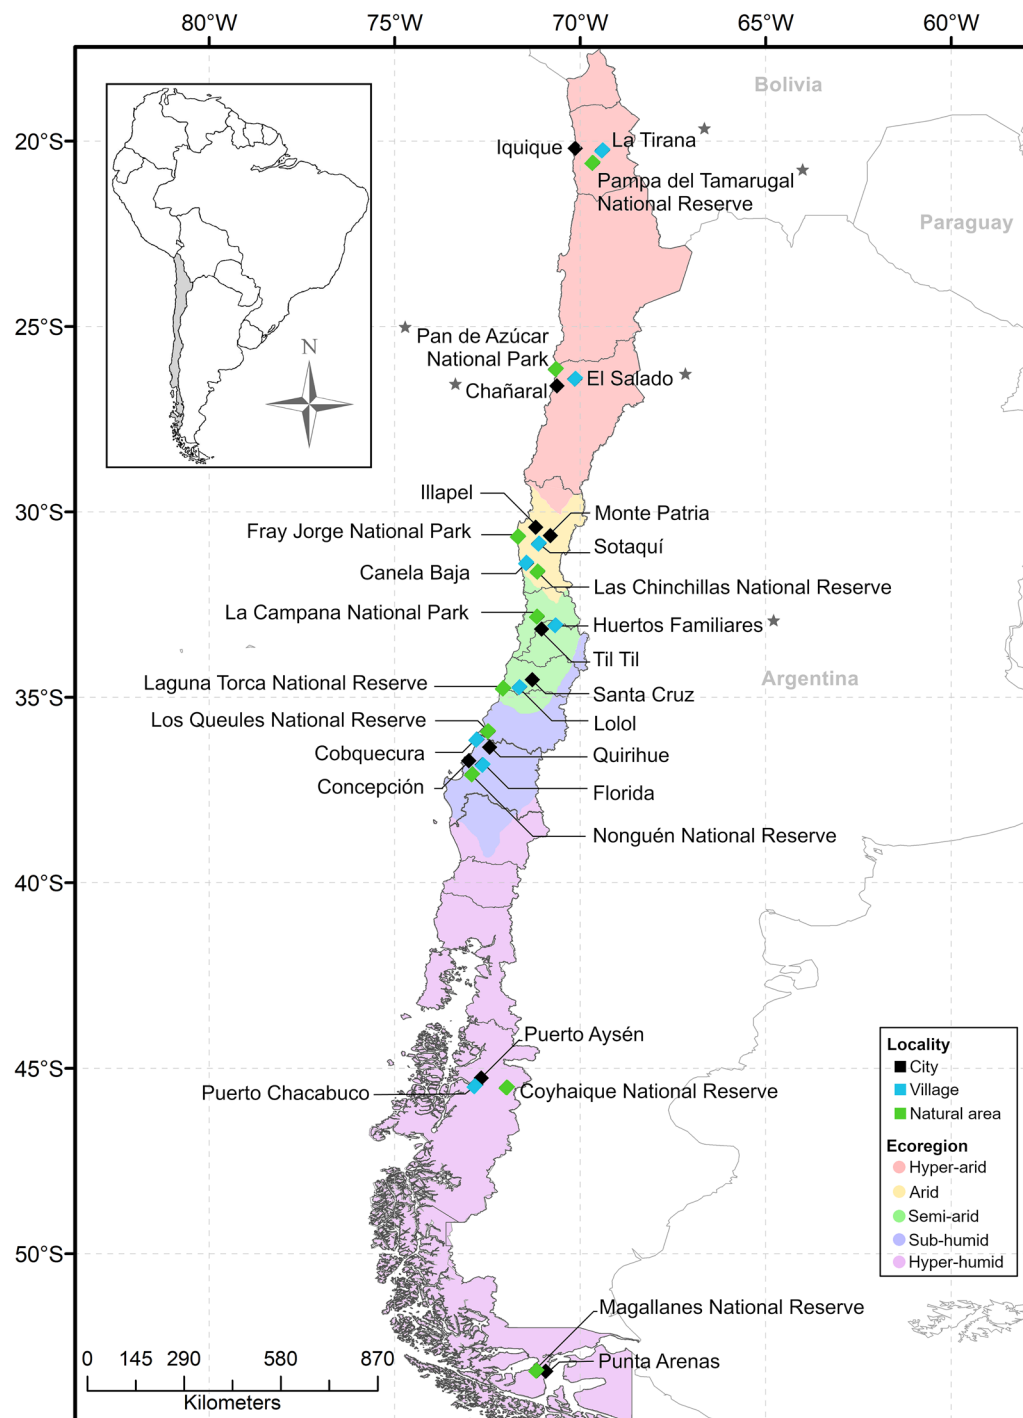 80°W 75°W 70°W 65°W 60°W
Bolivia
20°S
Iquique
La Tirana
Pampa del Tamarugal
National Reserve
Paraguay
25°S
Pan de Azúcar
National Park
N
El Salado
Chañaral
Illapel
30°S
Monte Patria
Fray Jorge National Park
Sotaquí
Canela Baja
Las Chinchillas National Reserve
La Campana National Park
Huertos Familiares
Til Til
Argentina
Laguna Torca National Reserve
35°S
Santa Cruz
Los Queules National Reserve
Lolol
Cobquecura
Quirihue
Concepción
Florida
Nonguén National Reserve
40°S
Puerto Aysén
45°S
Puerto Chacabuco
Coyhaique National Reserve
Locality
City
Village
Natural area
Ecoregion
Hyper-arid
Arid
Semi-arid
Sub-humid
Hyper-humid
50°S
Magallanes National Reserve
Punta Arenas
0 145 290 580 870
Kilometers